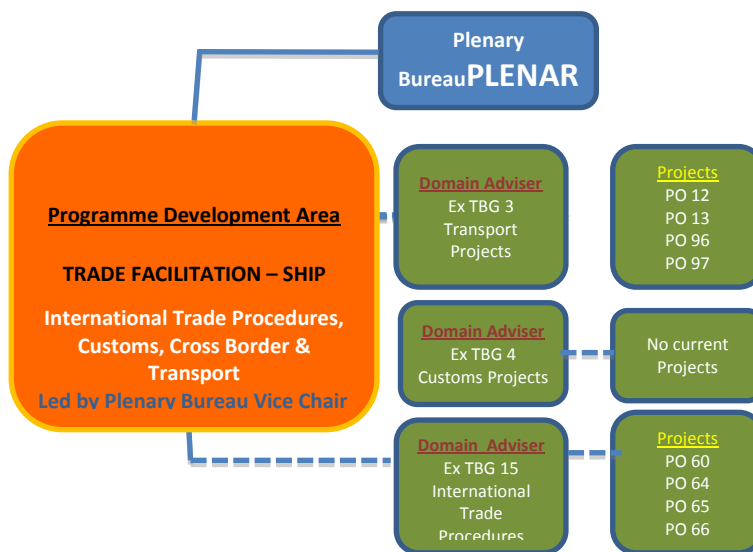 Plenary
BureauPLENAR
Programme Development Area
TRADE FACILITATION – SHIP
International Trade Procedures,
Customs, Cross Border &
Transport
Led by Plenary Bureau Vice Chair
Domain Adviser
Ex TBG 3
Transport
Projects
Projects
PO 12
PO 13
PO 96
PO 97
Domain Adviser
Ex TBG 4
Customs Projects
No current
Projects
Domain Adviser
Ex TBG 15
International
Trade
Procedures
Projects
PO 60
PO 64
PO 65
PO 66